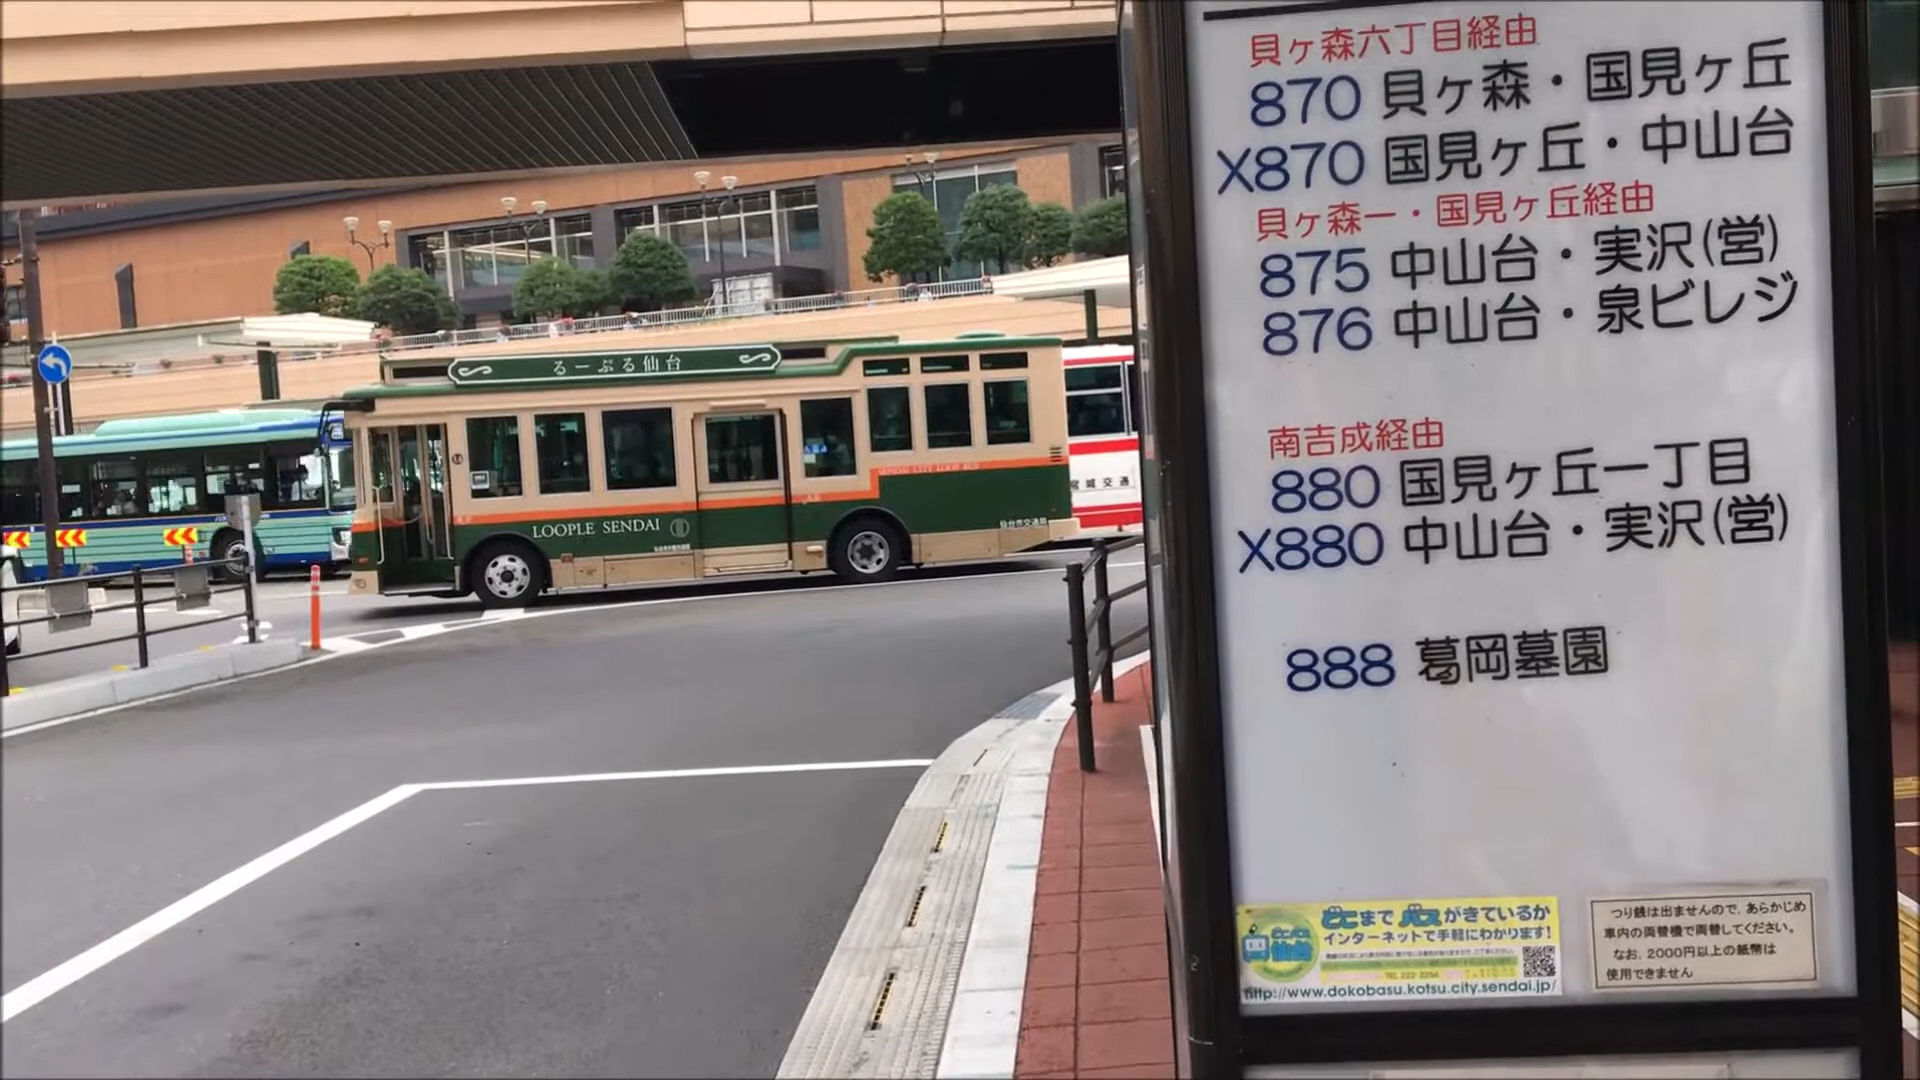 るーぷる仙台
LOOPLE SENDAI
宮城交通
貝ヶ森六丁目経由
870 貝ヶ森・国見ヶ丘
X870 国見ヶ丘・中山台
貝ヶ森一・国見ヶ丘経由
875 中山台・実沢(営)
876 中山台・泉ビレジ
南吉成経由
880 国見ヶ丘一丁目
X880 中山台・実沢(営)
888 葛岡墓園
どこまでバスがきているか
インターネットで手軽にわかります!
http://www.dokobasu.kotsu.city.sendai.jp/
つり銭は出ませんので、あらかじめ
車内の両替機で両替してください。
なお、2000円以上の紙幣は
使用できません